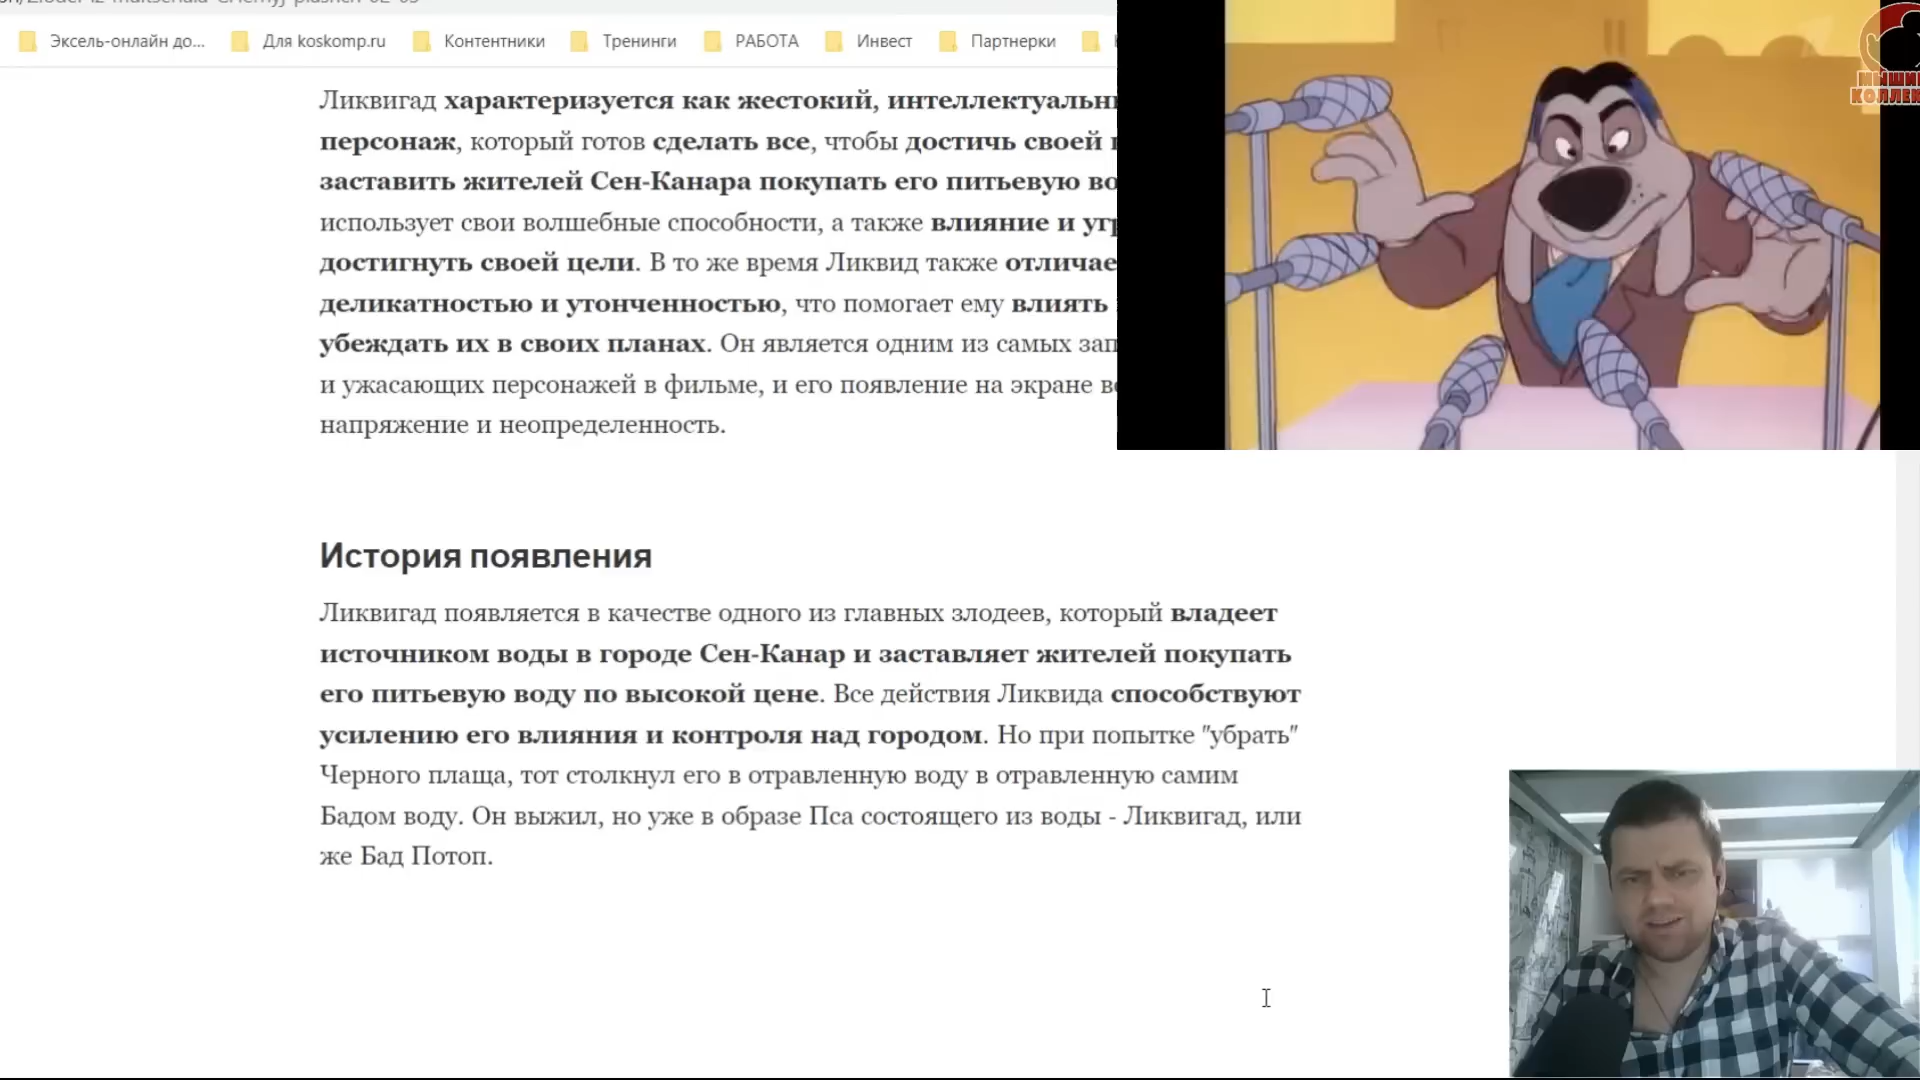 Эксель-онлайн до... Для koskomp.ru Контентники Тренинги РАБОТА Инвест Партнерки
Ликвигад характеризуется как жестокий,
персонаж, который готов сделать все, чтобы достичь своей
заставить жителей Сен-Канара покупать его питьевую
использует свои волшебные способности, а также влияние и
достигнуть своей цели. В то же время Ликвид также
деликатностью и утонченностью, что помогает ему влиять
убеждать их в своих планах. Он является одним из самых
и ужасающих персонажей в фильме, и его появление на экране
напряжение и неопределенность.
История появления
Ликвигад появляется в качестве одного из главных злодеев, который владеет
источником воды в городе Сен-Канар и заставляет жителей покупать
его питьевую воду по высокой цене. Все действия Ликвида способствуют
усилению его влияния и контроля над городом. Но при попытке "убрать"
Черного плаща, тот столкнул его в отравленную воду в отравленную самим
Бадом воду. Он выжил, но уже в образе Пса состоящего из воды - Ликвигад, или
же Бад Потоп.